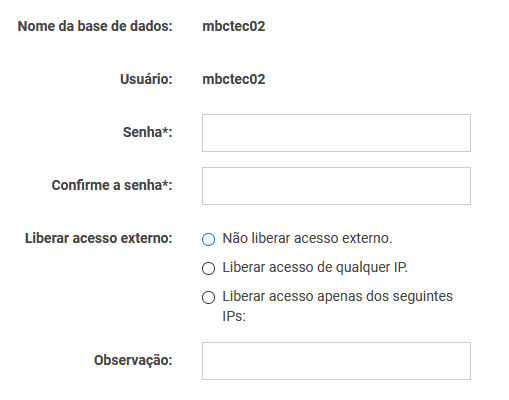 Nome da base de dados: mbctec02
Usuário: mbctec02
Senha*:
Confirme a senha*:
Liberar acesso externo: Não liberar acesso externo.
Liberar acesso de qualquer IP.
Liberar acesso apenas dos seguintes
IPs:
Observação: